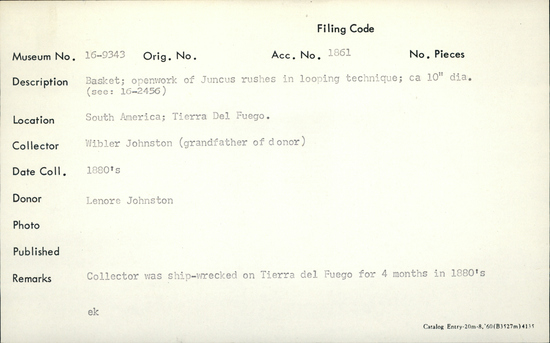 Filing Code
Museum No. 16-9343 Orig. No. Acc. No. 1861 No. Pieces
Description Basket; openwork of Juncus rushes in looping technique; ca 10" dia.
(see: 16-2456)
Location South America; Tierra Del Fuego.
Collector Wibler Johnston (grandfather of donor)
Date Coll. 1880's
Donor Lenore Johnston
Photo
Published
Remarks Collector was ship-wrecked on Tierra del Fuego for 4 months in 1880's
ek
Catalog Entry-20m-8,'60(B3527m)4135